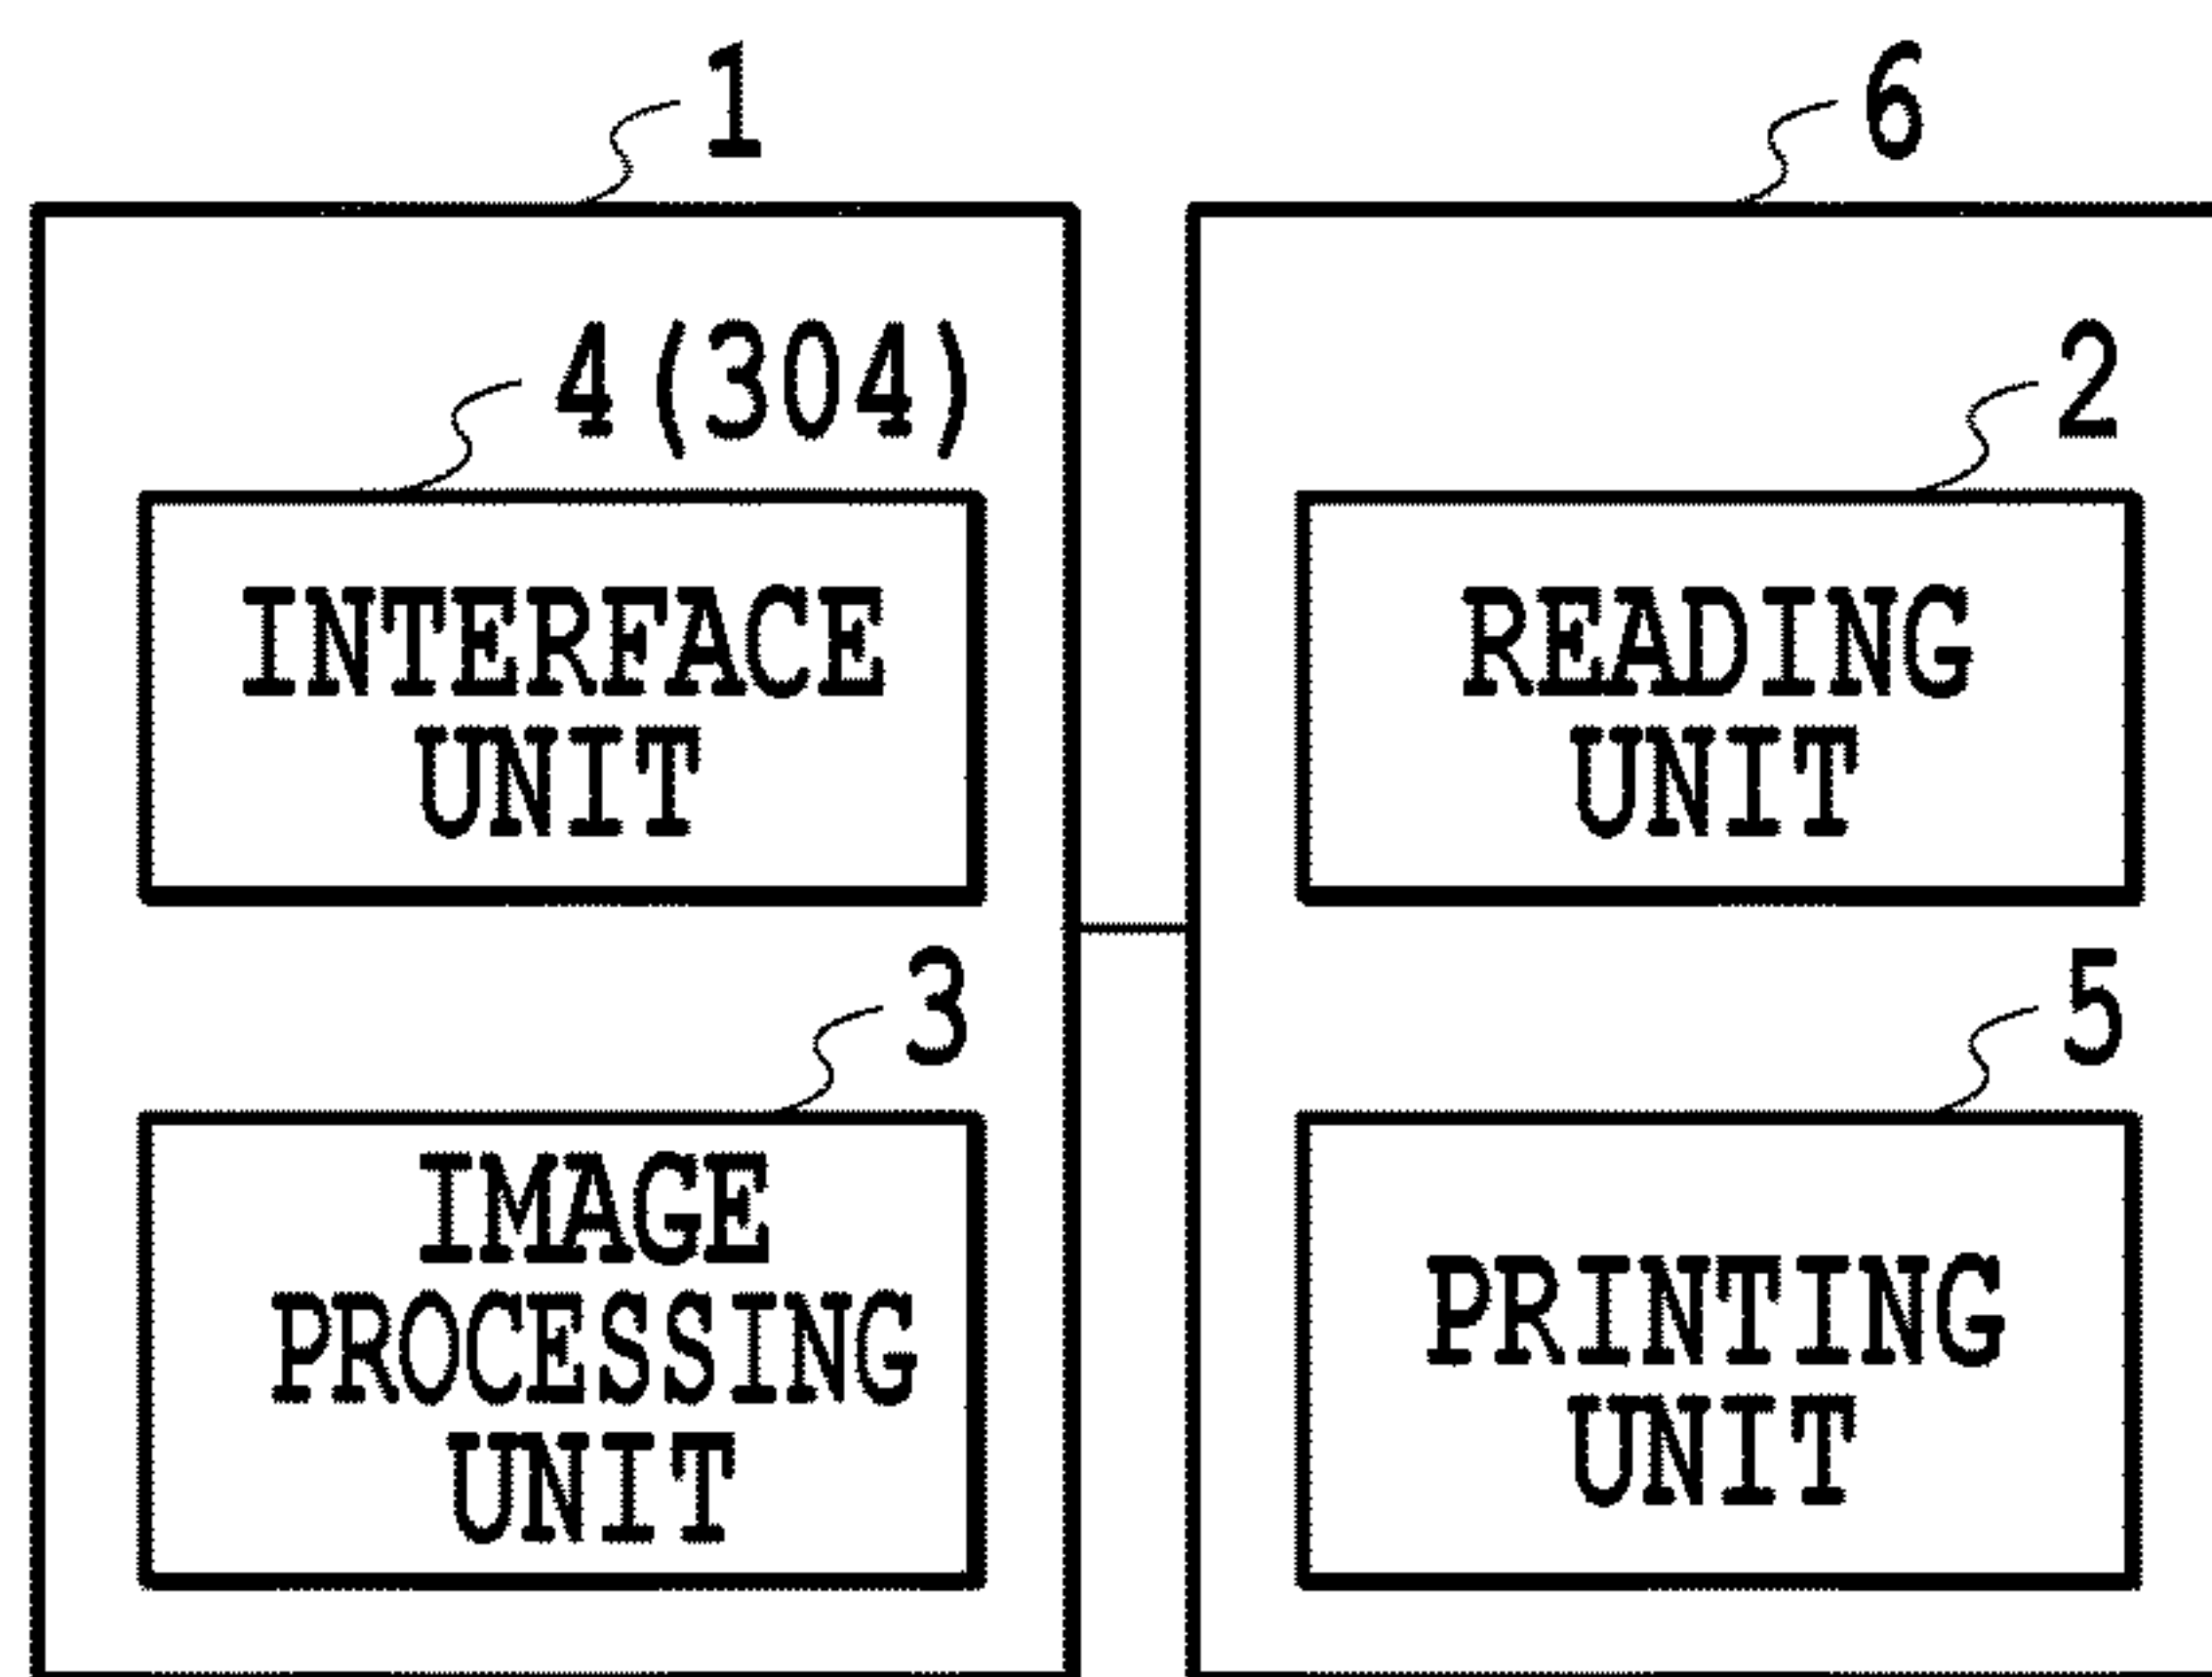 1
6
4(304)
2
INTERFACE
UNIT
READING
UNIT
3
5
IMAGE
PROCESSING
UNIT
PRINTING
UNIT